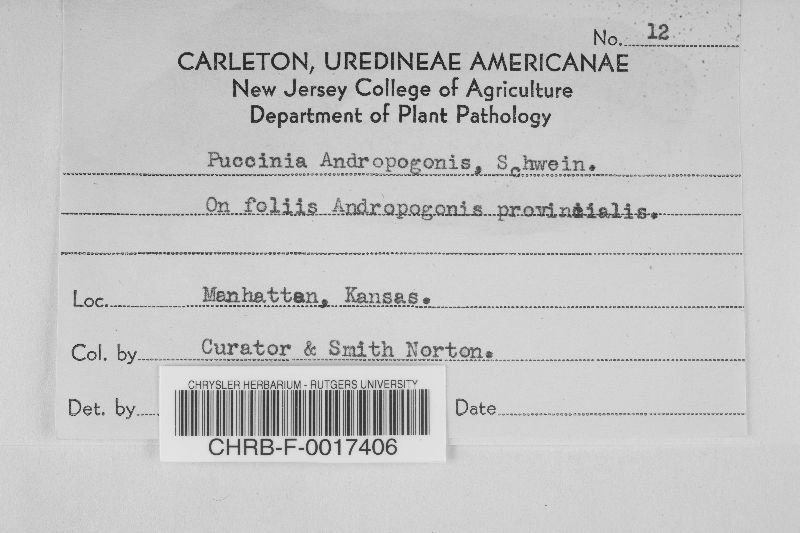 No. 12
CARLETON, UREDINEAE AMERICANAE
New Jersey College of Agriculture
Department of Plant Pathology
Puccinia Andropogonis, Schwein.
On foliis Andropogonis provincialis.
Loc. Manhattan, Kansas.
Col. by Curator & Smith Norton.
Det. by
Date
CHRYSLER HERBARIUM - RUTGERS UNIVERSITY
CHRB-F-0017406